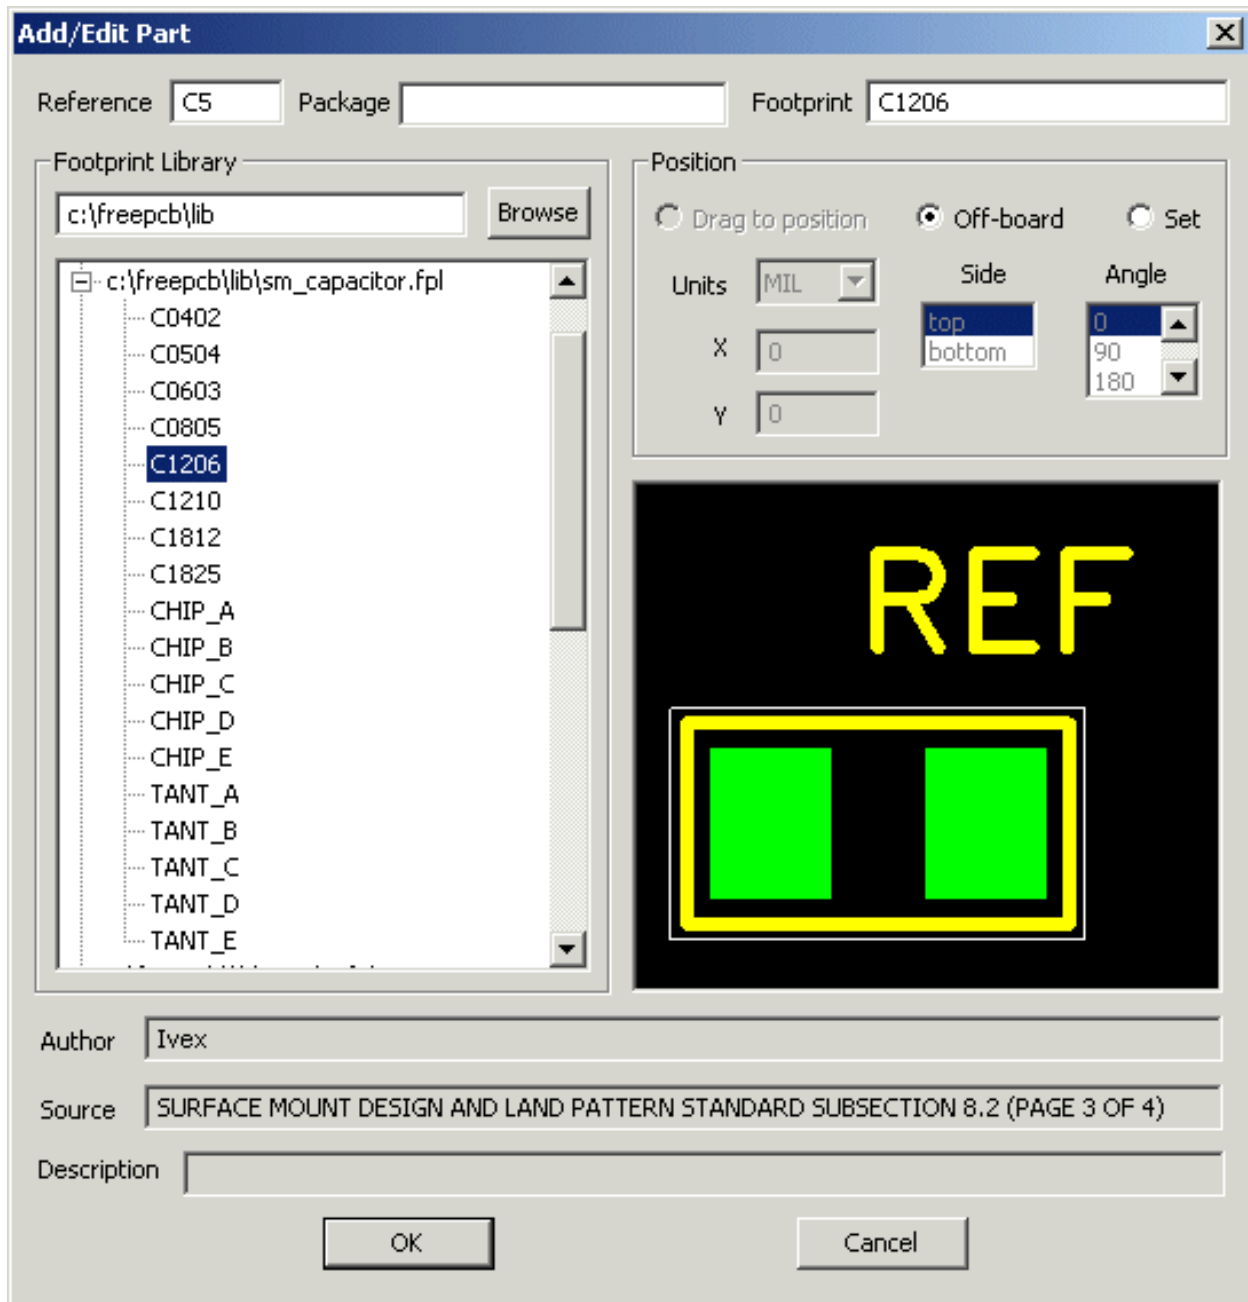 Add/Edit Part
Reference C5 Package Footprint C1206
Footprint Library
c:\freepcb\lib Browse
c:\freepcb\lib\sm_capacitor.fpl
C0402
C0504
C0603
C0805
C1206
C1210
C1812
C1825
CHIP_A
CHIP_B
CHIP_C
CHIP_D
CHIP_E
TANT_A
TANT_B
TANT_C
TANT_D
TANT_E
Position
Drag to position Off-board Set
Units MIL Side Angle
X 0 top 0
bottom 90
180
Y 0
REF
Author Ivex
Source SURFACE MOUNT DESIGN AND LAND PATTERN STANDARD SUBSECTION 8.2 (PAGE 3 OF 4)
Description
OK Cancel